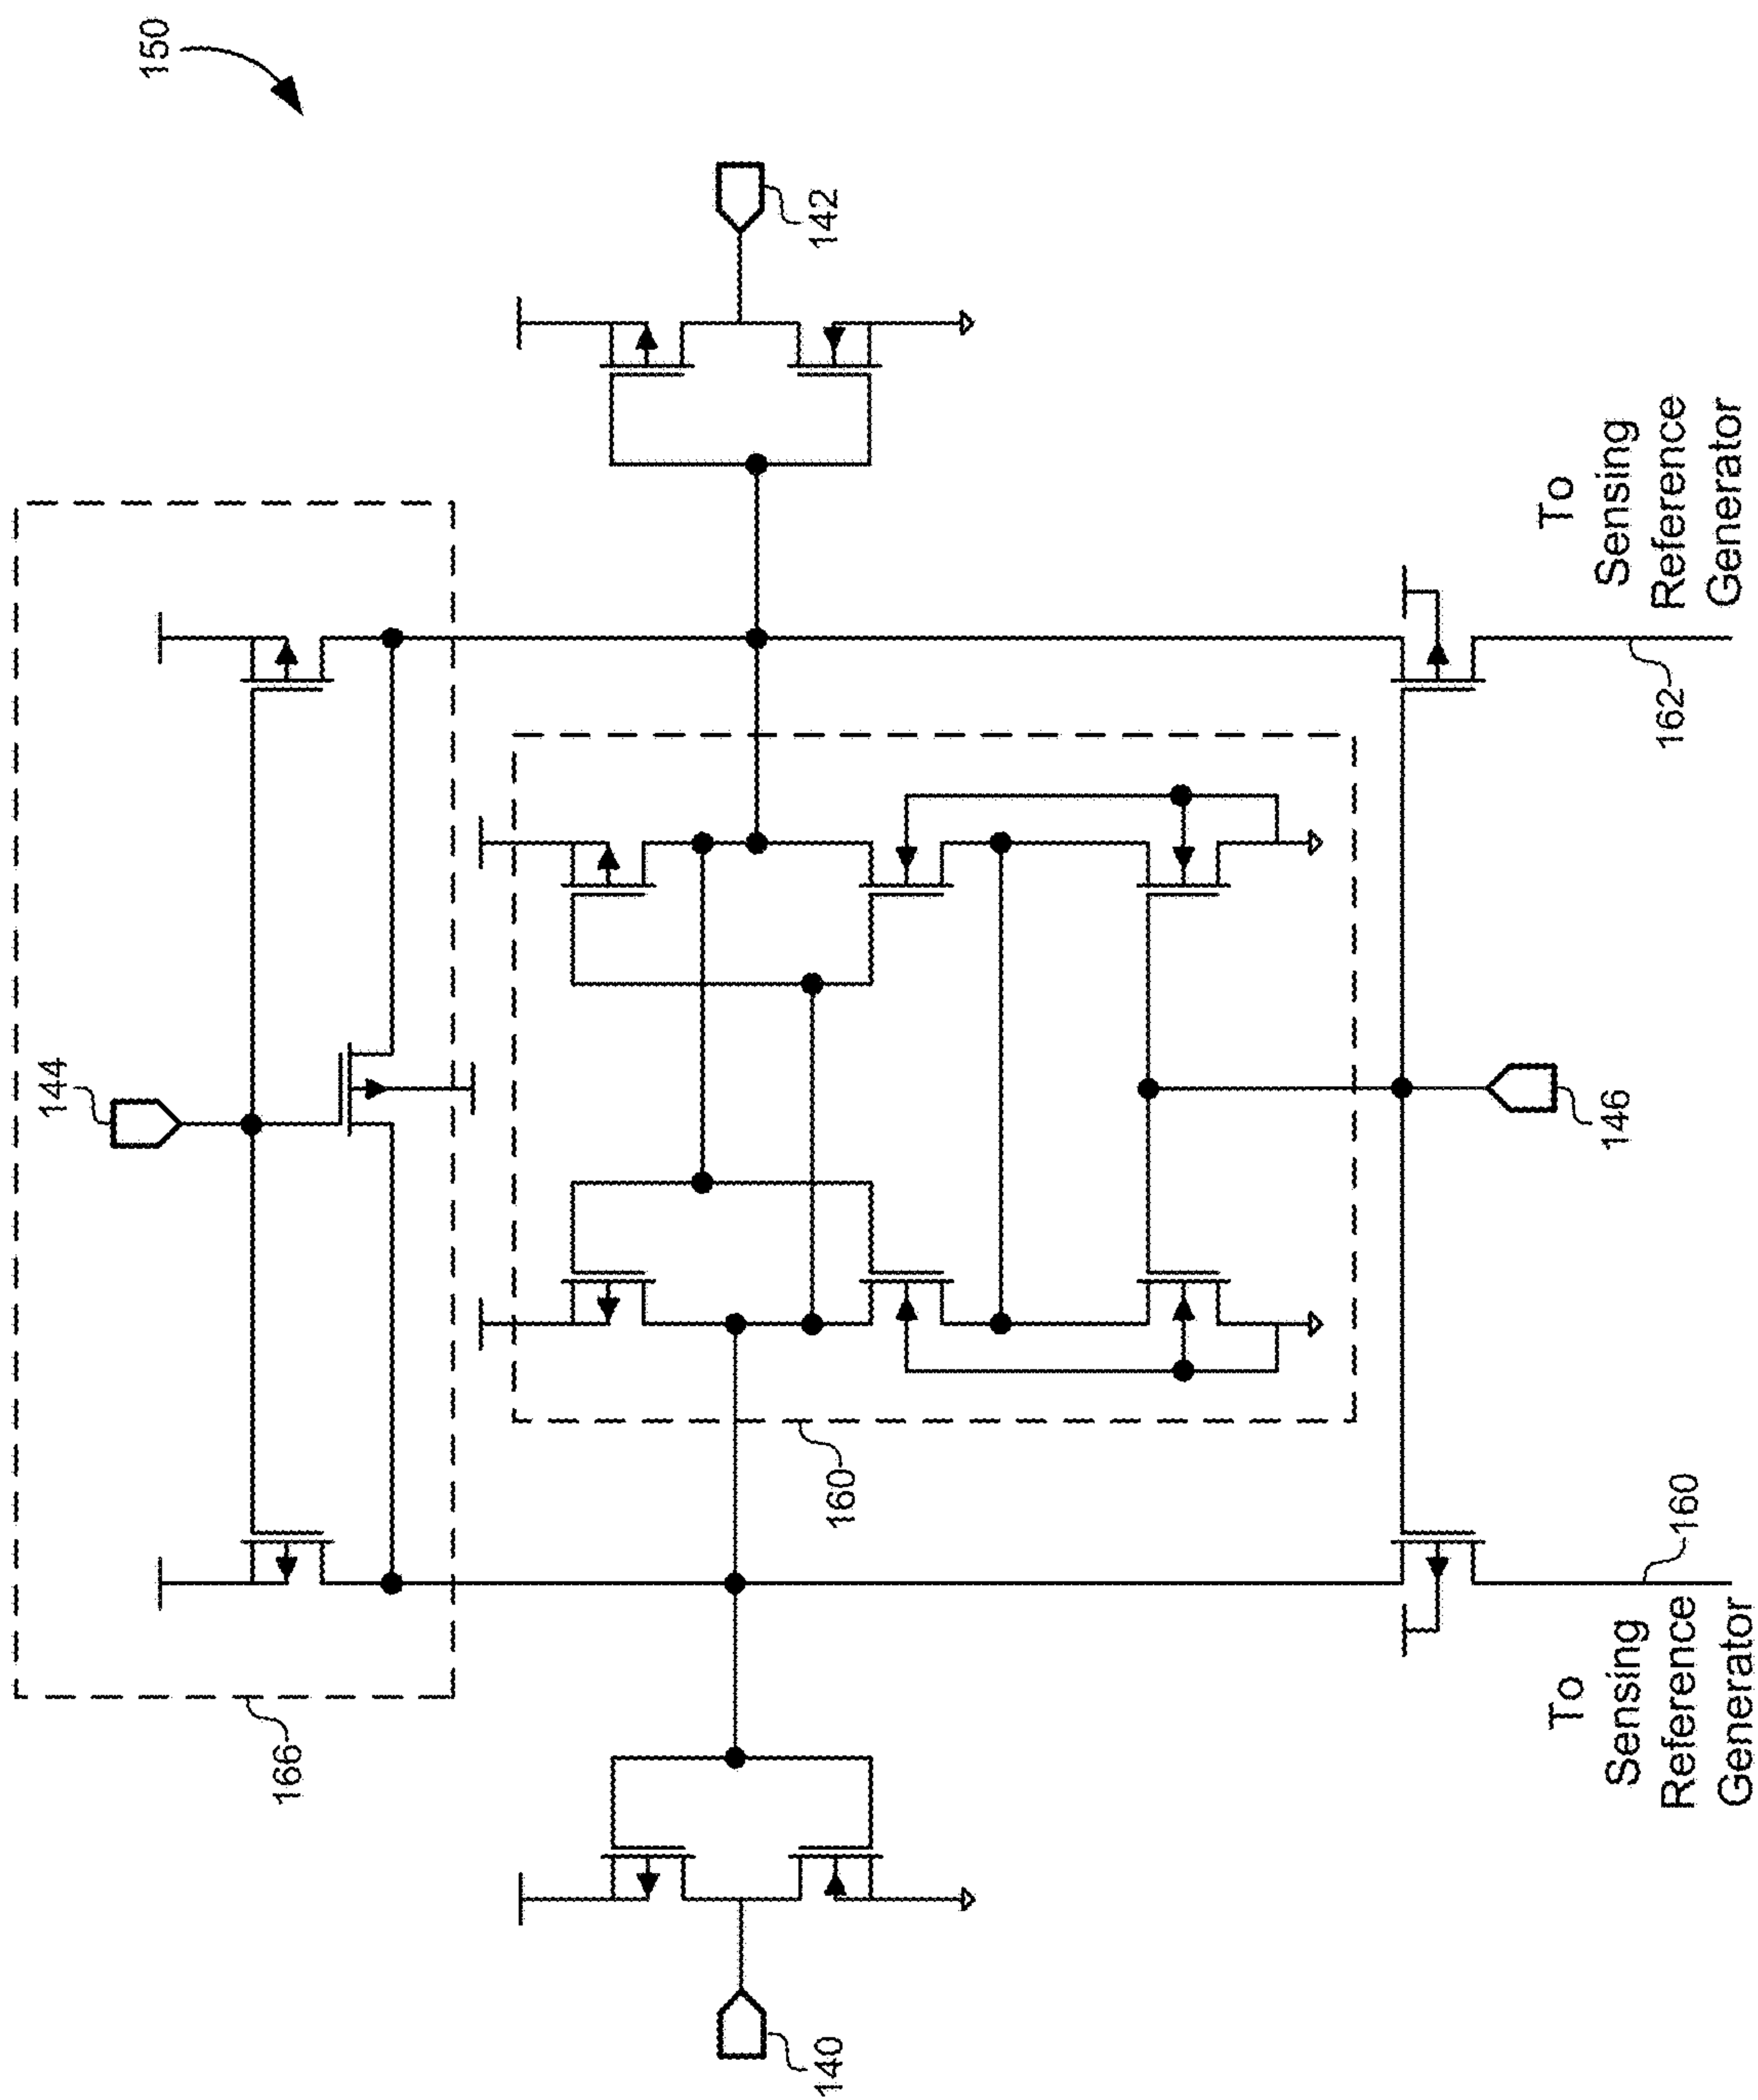 150
144
166
142
140
160
146
162
160
To
Sensing
Reference
Generator
To
Sensing
Reference
Generator